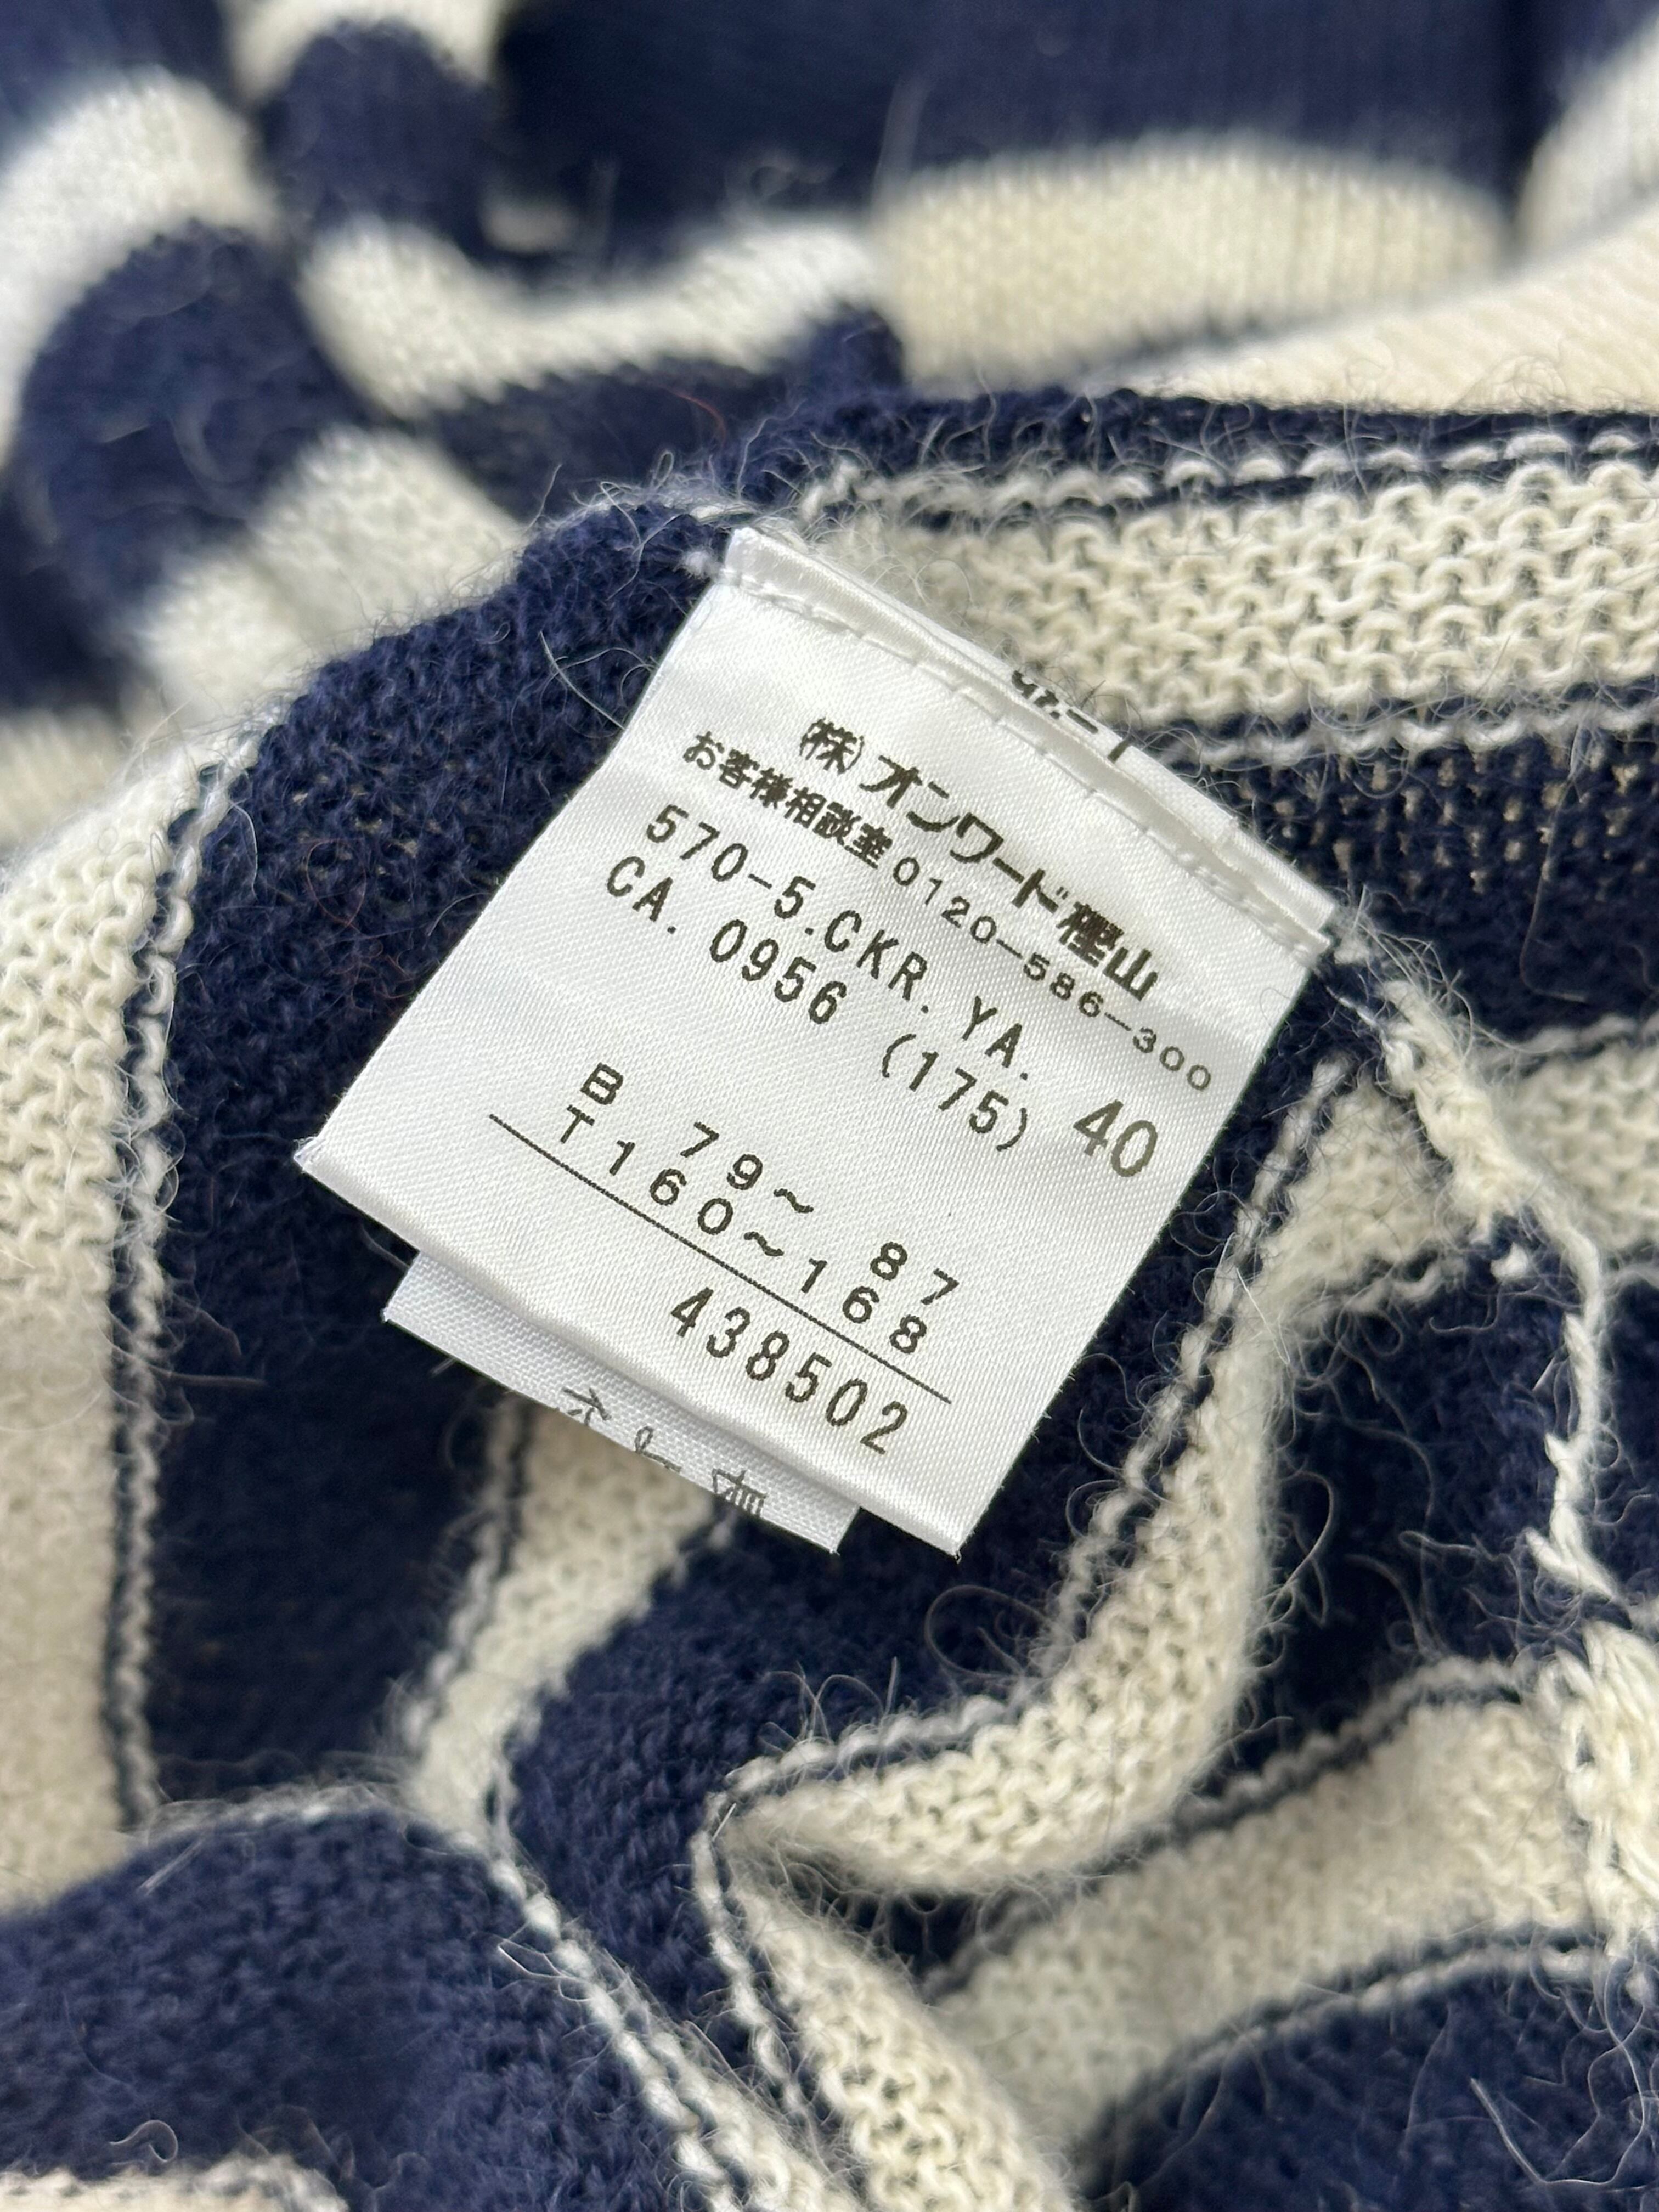 (株)オンワード樫山
お客様相談室0120-586-300
570-5.CKR. YA. 40
CA. 0956 (175)
B 79~ 87
T160~168
438502